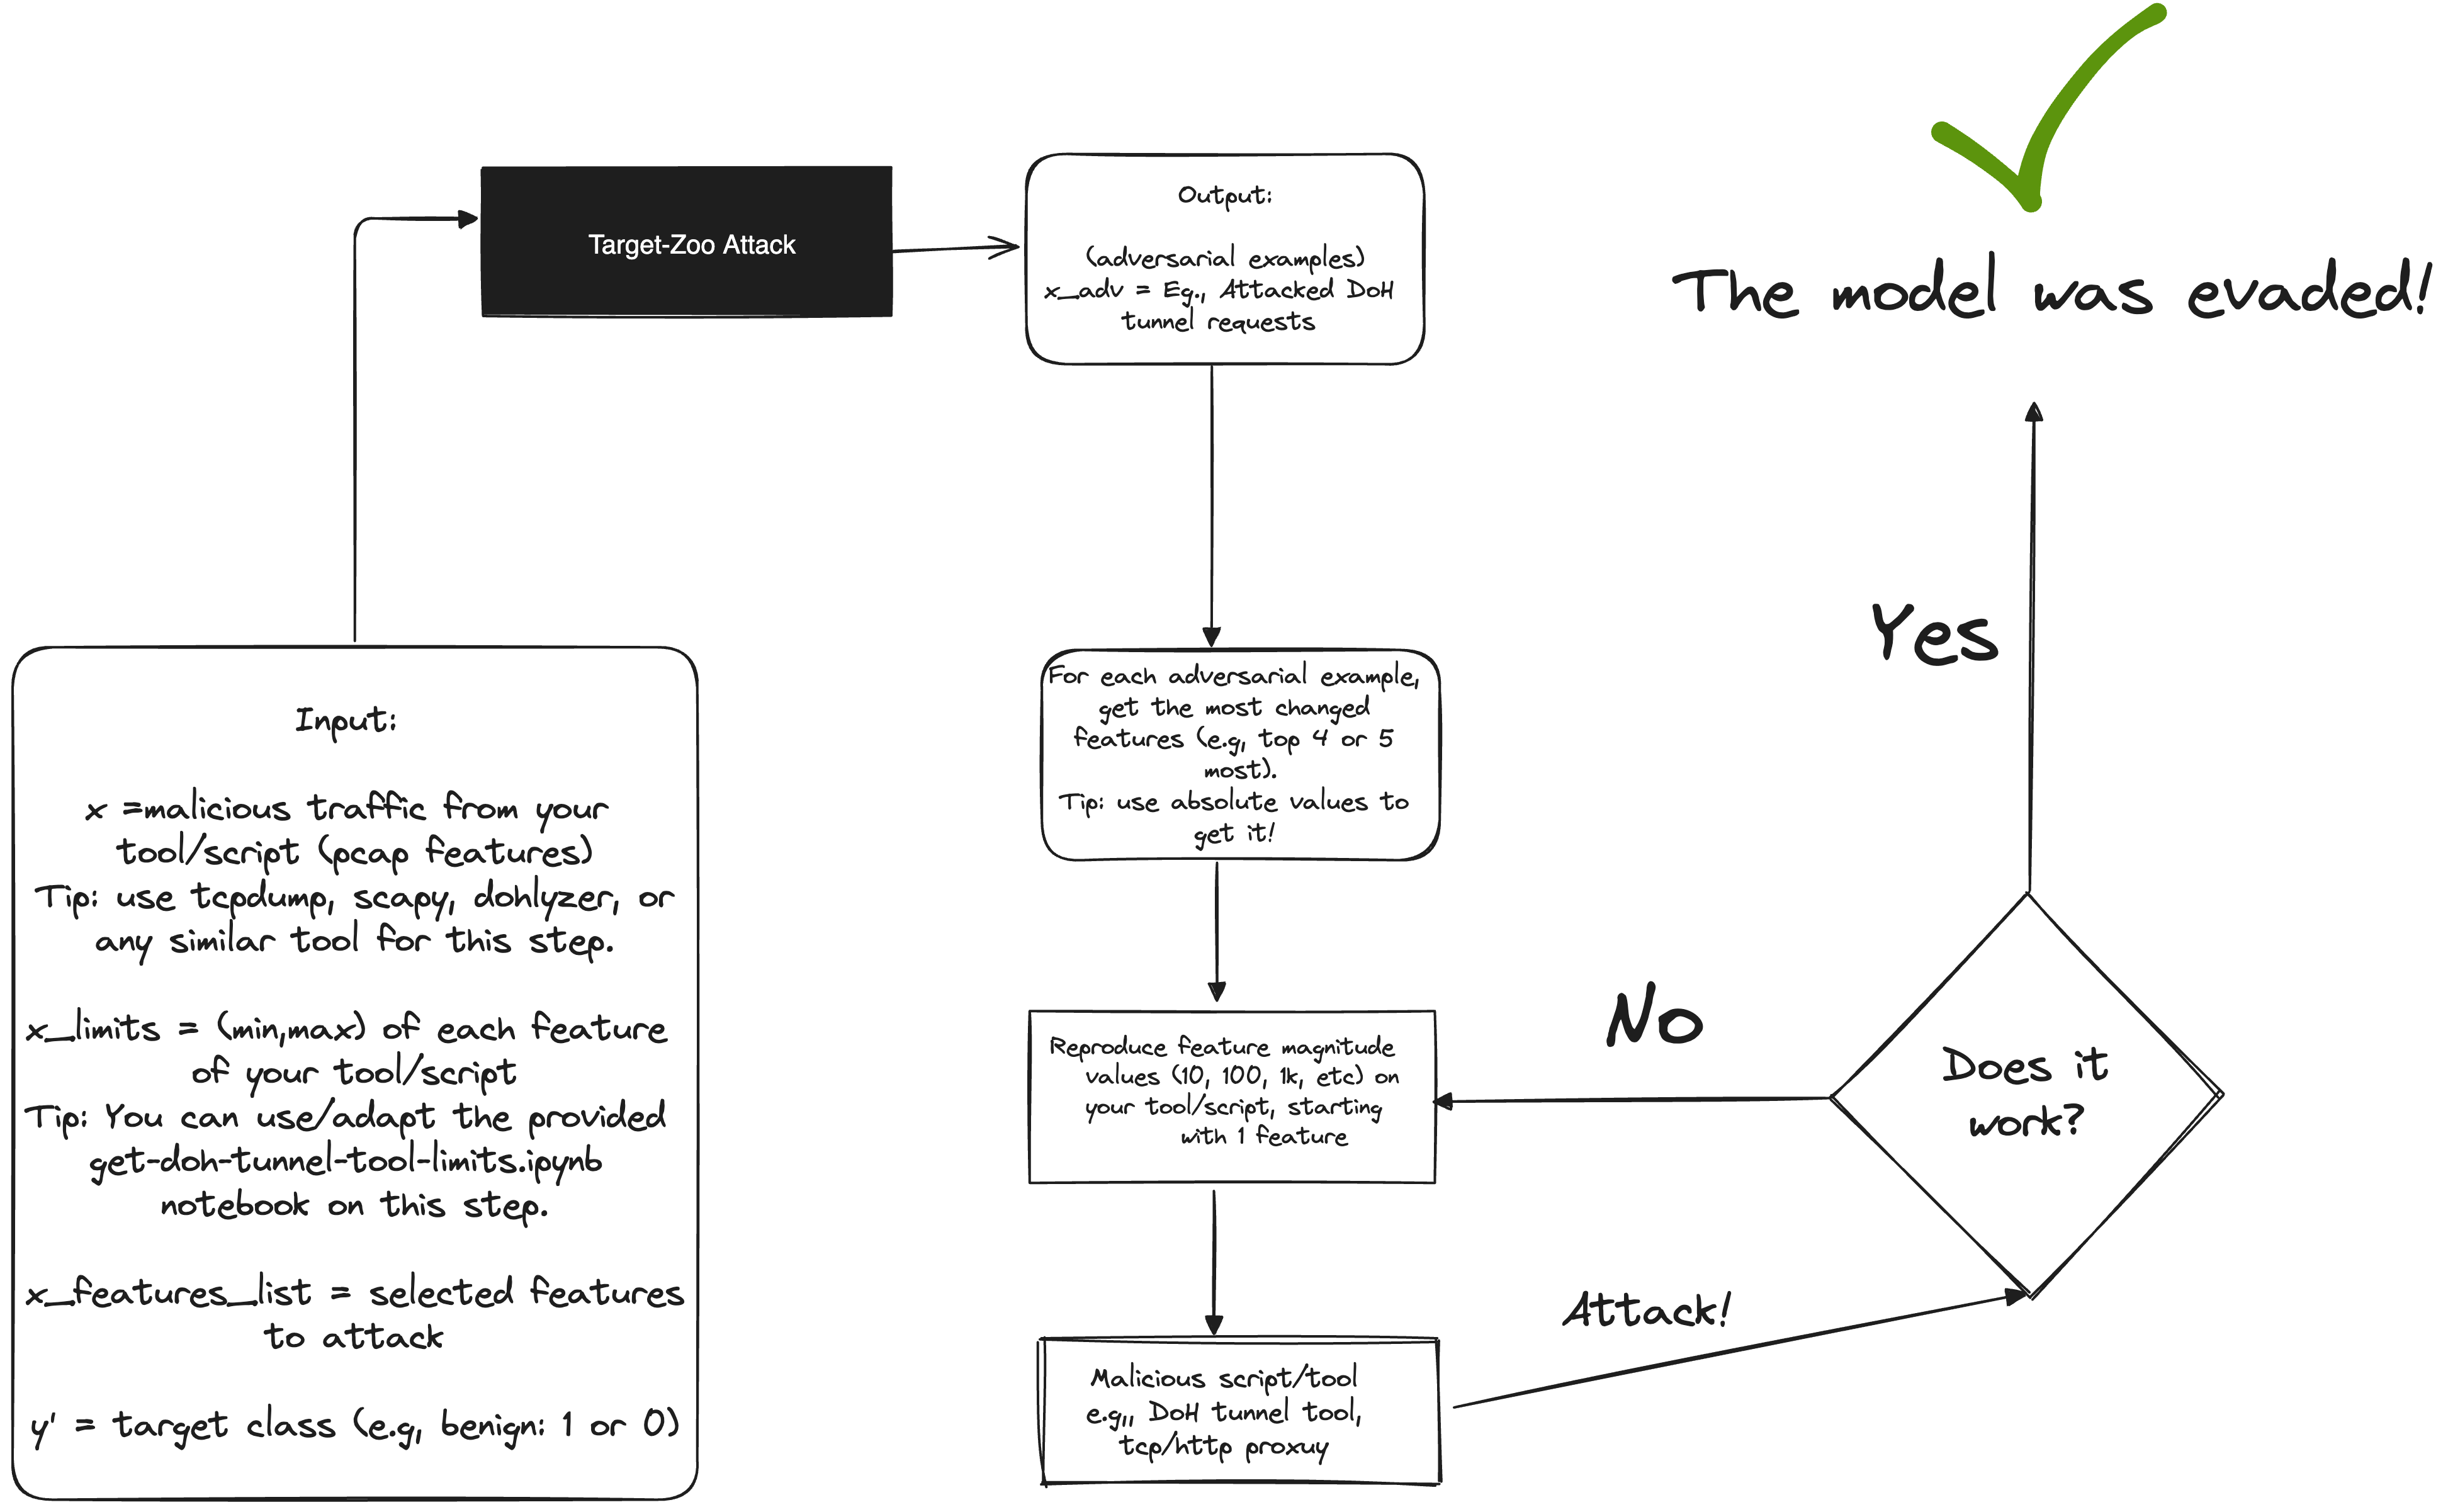 Target-Zoo Attack
Output:
(adversarial examples)
x_adv = Eg., Attacked DoH
tunnel requests
The model was evaded!
Yes
For each adversarial example,
get the most changed
features (e.g, top 4 or 5
most).
Tip: use absolute values to
get it!
Input:
x =malicious traffic from your
tool/script (pcap features)
Tip: use tcpdump, scapy, dohlyzer, or
any similar tool for this step.
x_limits = (min,max) of each feature
of your tool/script
Tip: You can use/adapt the provided
get-doh-tunnel-tool-limits.ipynb
notebook on this step.
x_features_list = selected features
to attack
y' = target class (e.g, benign: 1 or 0)
Reproduce feature magnitude
values (10, 100, 1k, etc) on
your tool/script, starting
with 1 feature
No
Does it
work?
Attack!
Malicious script/tool
e.g,, DoH tunnel tool,
tcp/http proxuy